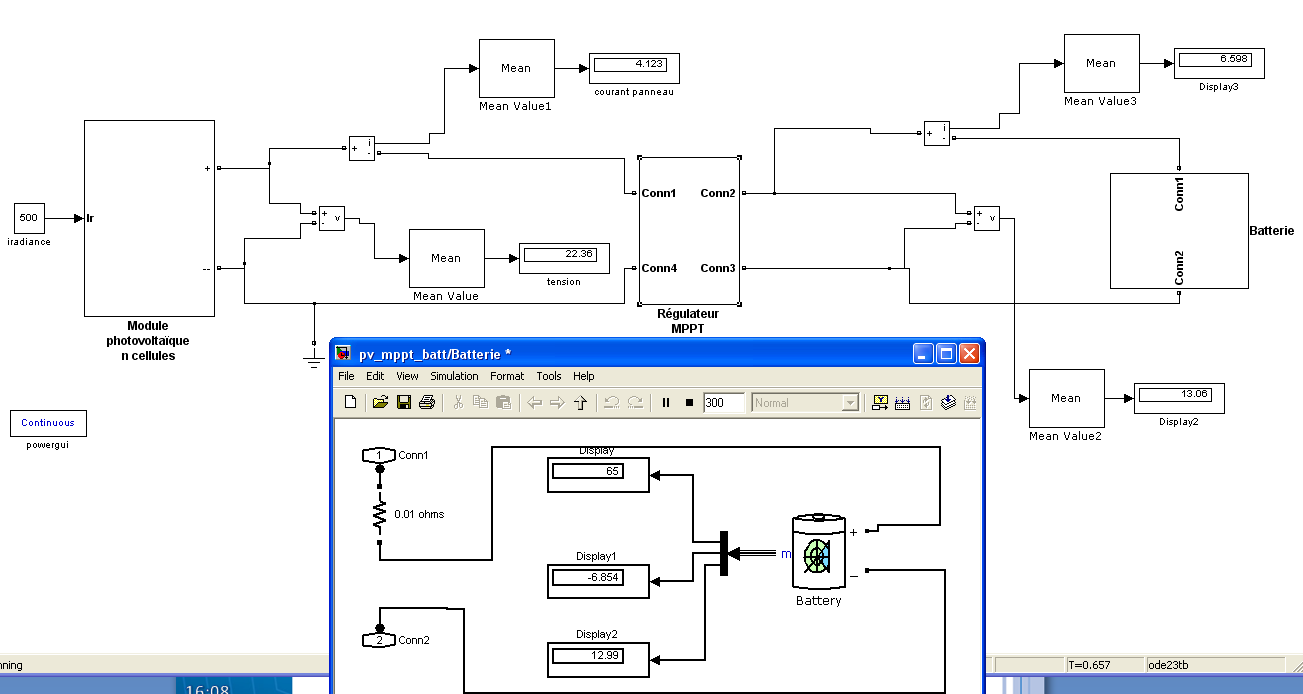 Mean
4.123
courant panneau
Mean Value1
Mean
6.598
Display3
Mean Value3
i
+
-
i
+
-
+
Ir
--
500
iradiance
Module
photovoltaïque
n cellules
+
-
v
Mean
22.36
tension
Mean Value
Conn1
Conn2
Conn4
Conn3
Régulateur
MPPT
+
-
v
Conn1
Conn2
Batterie
Mean
13.06
Display2
Mean Value2
Continuous
powergui
pv_mppt_batt/Batterie *
File Edit View Simulation Format Tools Help
300
Normal
1
Conn1
0.01 ohms
Display
65
Display1
-6.854
m
+
_
Battery
2
Conn2
Display2
12.99
nning
T=0.657
ode23tb
16:08